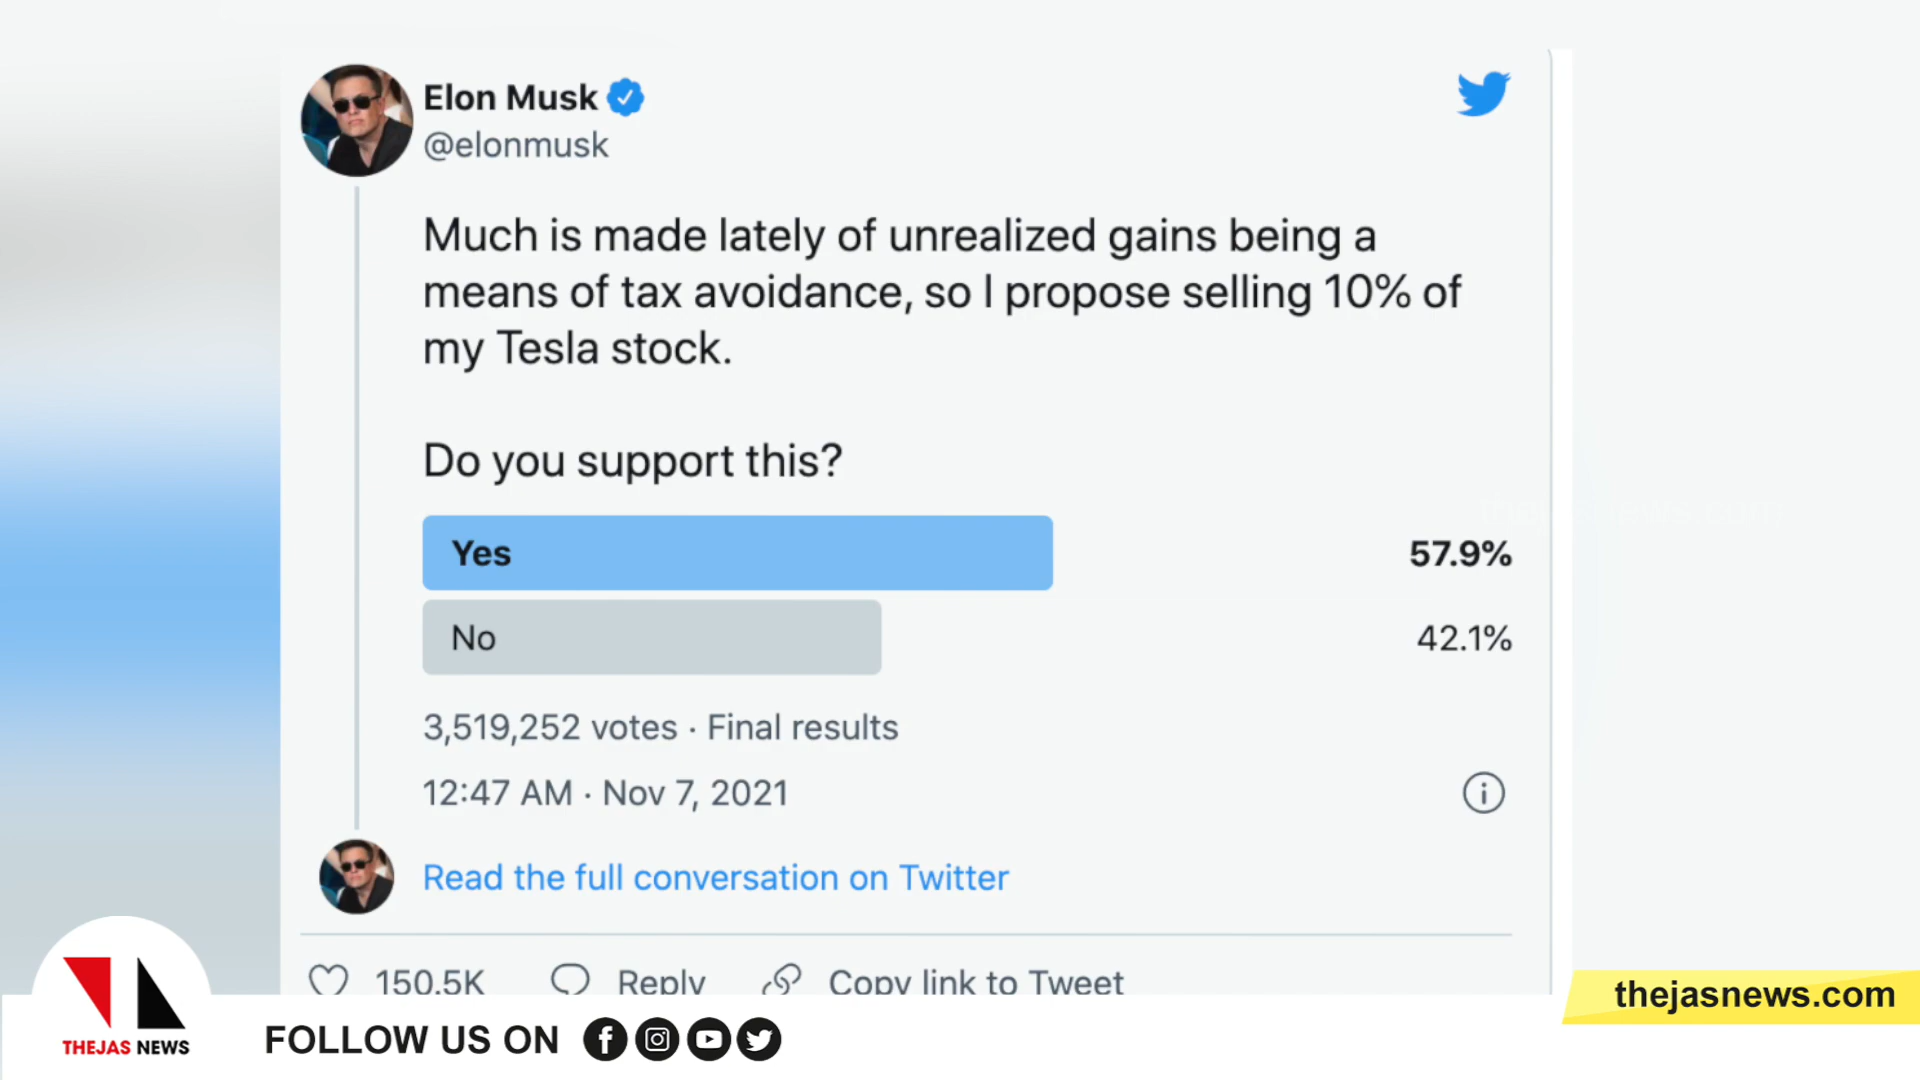 Elon Musk
@elonmusk
Much is made lately of unrealized gains being a
means of tax avoidance, so I propose selling 10% of
my Tesla stock.
Do you support this?
Yes 57.9%
No 42.1%
thejasnews.com
3,519,252 votes · Final results
12:47 AM · Nov 7, 2021
Read the full conversation on Twitter
150.5K Reply Copy link to Tweet
thejasnews.com
THEJAS NEWS
FOLLOW US ON